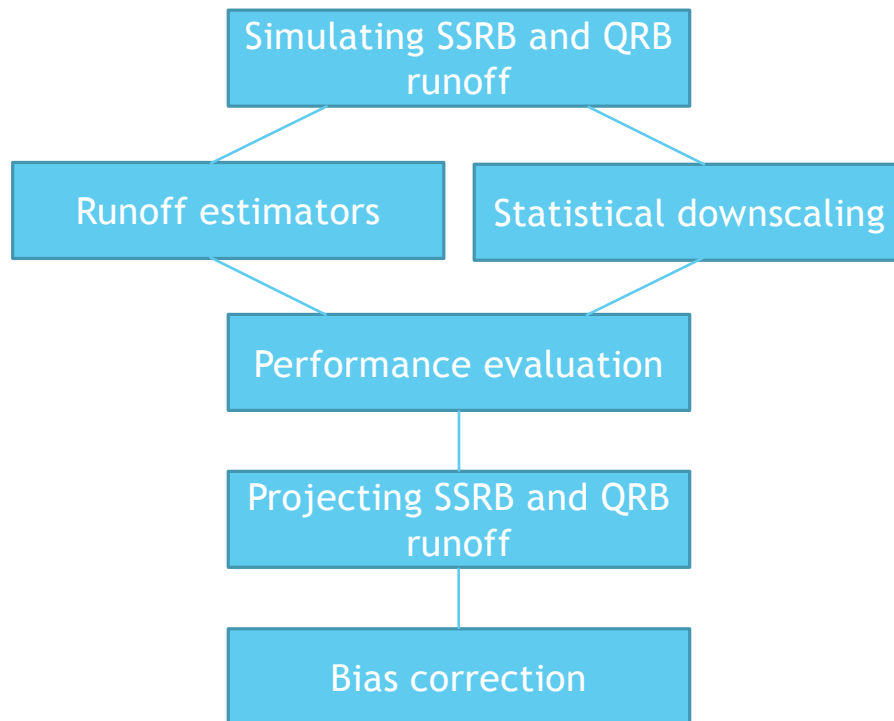 Simulating SSRB and QRB
runoff
Runoff estimators
Statistical downscaling
Performance evaluation
Projecting SSRB and QRB
runoff
Bias correction